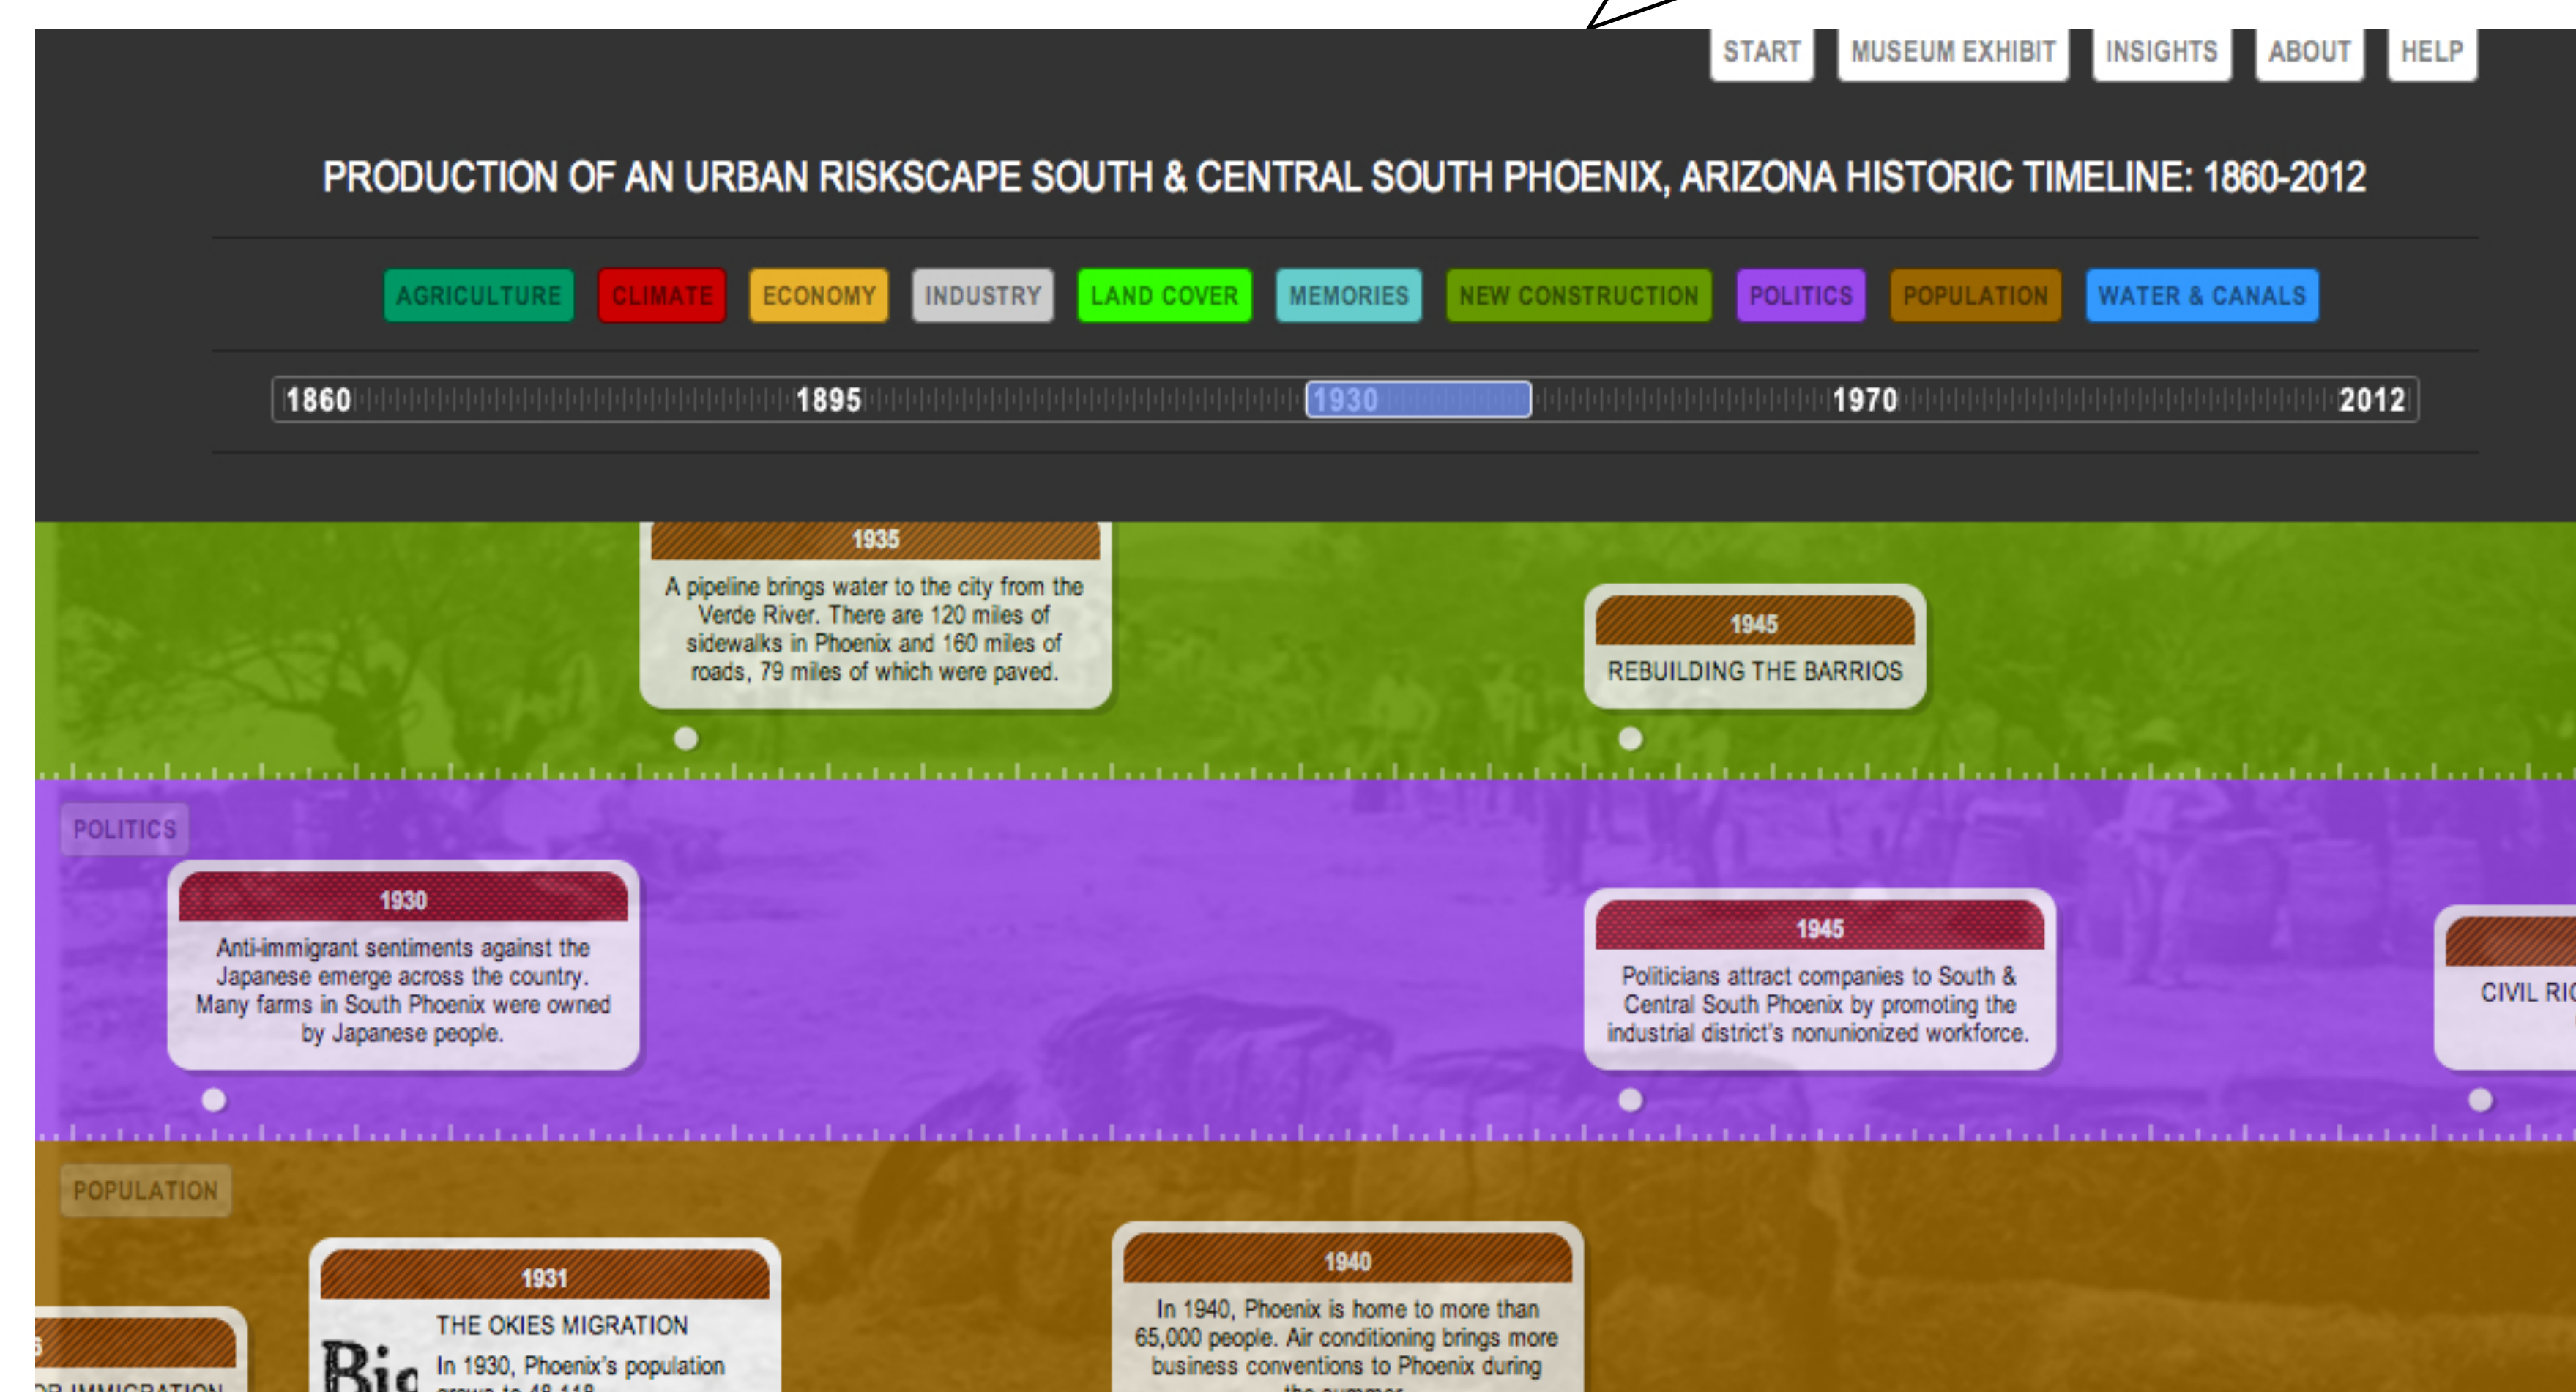 START MUSEUM EXHIBIT INSIGHTS ABOUT HELP
PRODUCTION OF AN URBAN RISKSCAPE SOUTH & CENTRAL SOUTH PHOENIX, ARIZONA HISTORIC TIMELINE: 1860-2012
AGRICULTURE CLIMATE ECONOMY INDUSTRY LAND COVER MEMORIES NEW CONSTRUCTION POLITICS POPULATION WATER & CANALS
1860 1895 1930 1970 2012
1935
A pipeline brings water to the city from the
Verde River. There are 120 miles of
sidewalks in Phoenix and 160 miles of
roads, 79 miles of which were paved.
1945
REBUILDING THE BARRIOS
POLITICS
1930
Anti-immigrant sentiments against the
Japanese emerge across the country.
Many farms in South Phoenix were owned
by Japanese people.
1945
Politicians attract companies to South &
Central South Phoenix by promoting the
industrial district's nonunionized workforce.
CIVIL
POPULATION
IMMIGRATION
1931
THE OKIES MIGRATION
In 1930, Phoenix's population
1940
In 1940, Phoenix is home to more than
65,000 people. Air conditioning brings more
business conventions to Phoenix during
the summer.